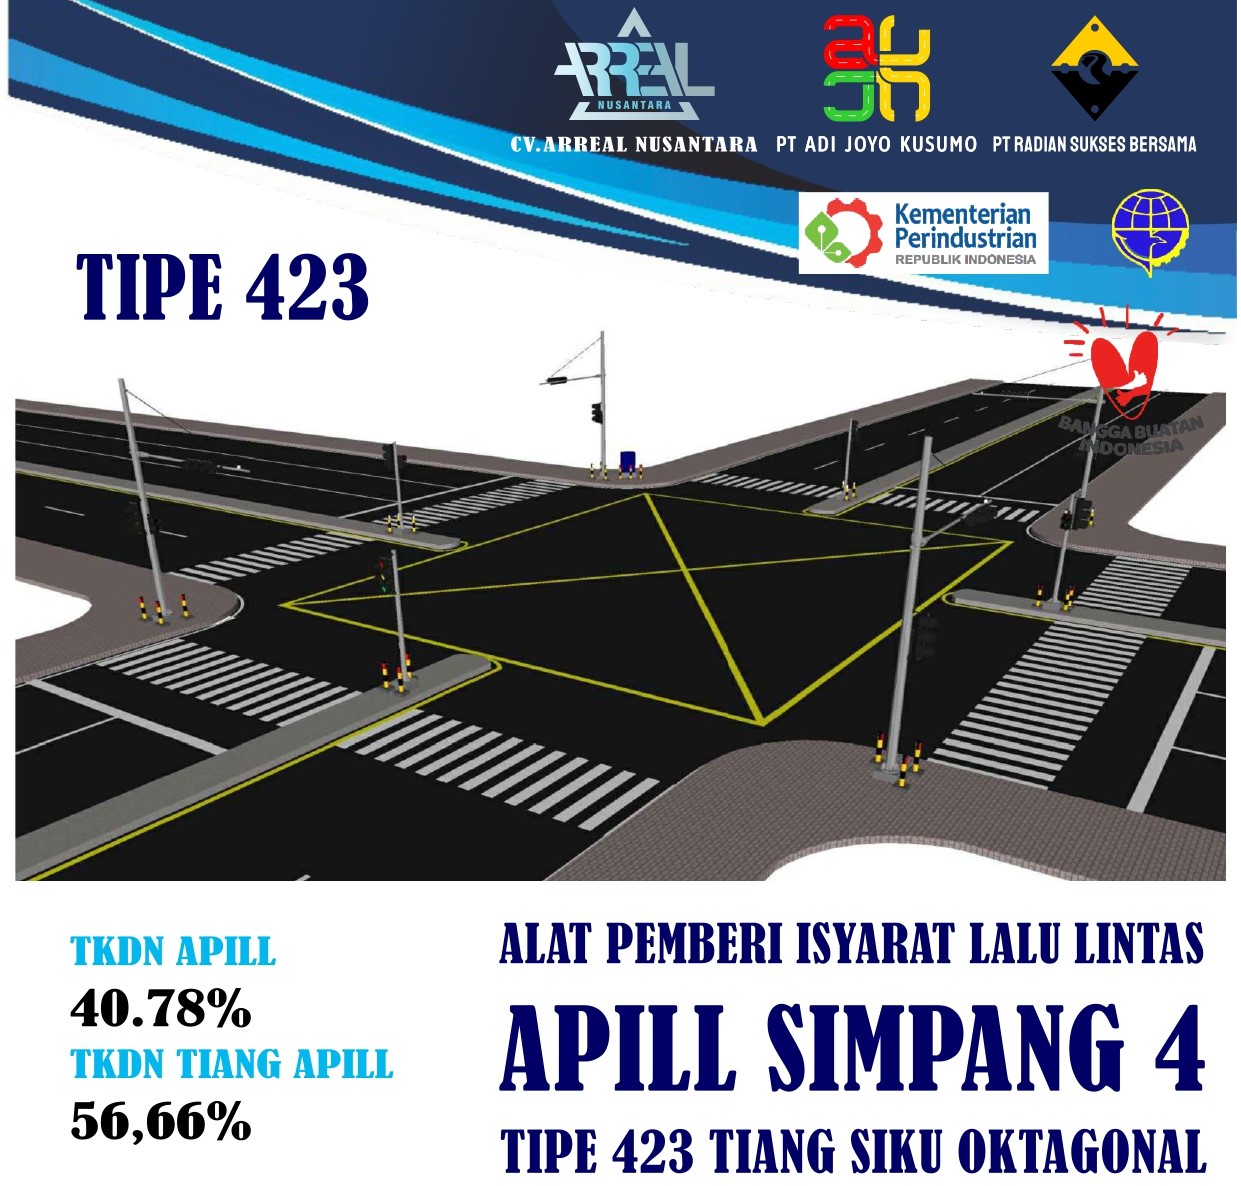 ARREAL
NUSANTARA
CV.ARREAL NUSANTARA
PT ADI JOYO KUSUMO
PT RADIAN SUKSES BERSAMA
Kementerian
Perindustrian
REPUBLIK INDONESIA
TIPE 423
BANGGA BUATAN
INDONESIA
TKDN APILL
40.78%
TKDN TIANG APILL
56,66%
ALAT PEMBERI ISYARAT LALU LINTAS
APILL SIMPANG 4
TIPE 423 TIANG SIKU OKTAGONAL